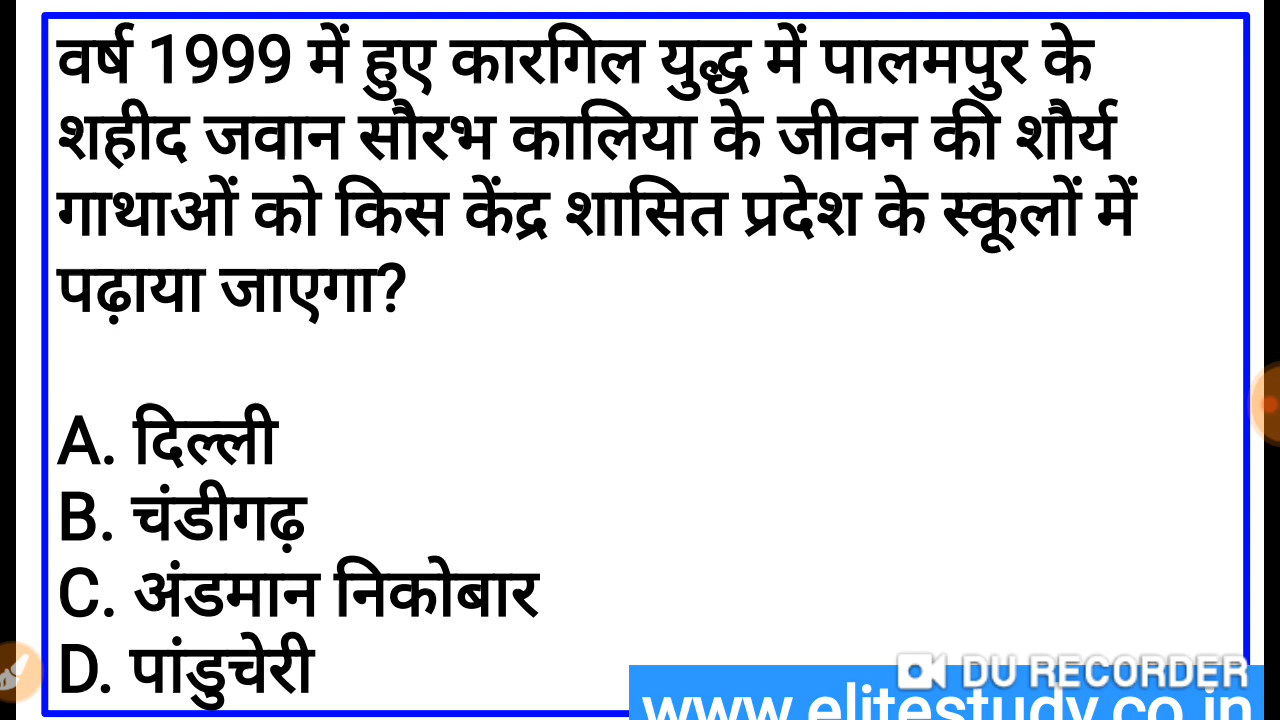 वर्ष 1999 में हुए कारगिल युद्ध में पालमपुर के
शहीद जवान सौरभ कालिया के जीवन की शौर्य
गाथाओं को किस केंद्र शासित प्रदेश के स्कूलों में
पढ़ाया जाएगा?
A. दिल्ली
B. चंडीगढ़
C. अंडमान निकोबार
D. पांडुचेरी
DU RECORDER
www.elitestudy.co.in